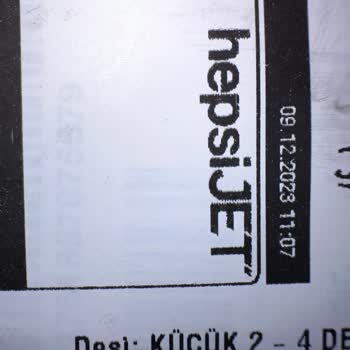 hepsiJET
09.12.2023 11:07
Desi: KÜÇÜK 2 - 4 DE